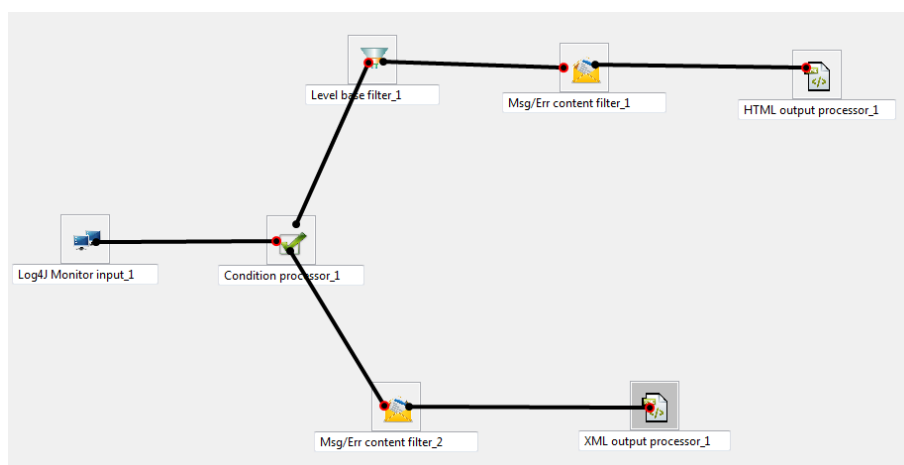 Level base filter_1
Msg/Err content filter_1
HTML output processor_1
Log4J Monitor input_1
Condition processor_1
Msg/Err content filter_2
XML output processor_1